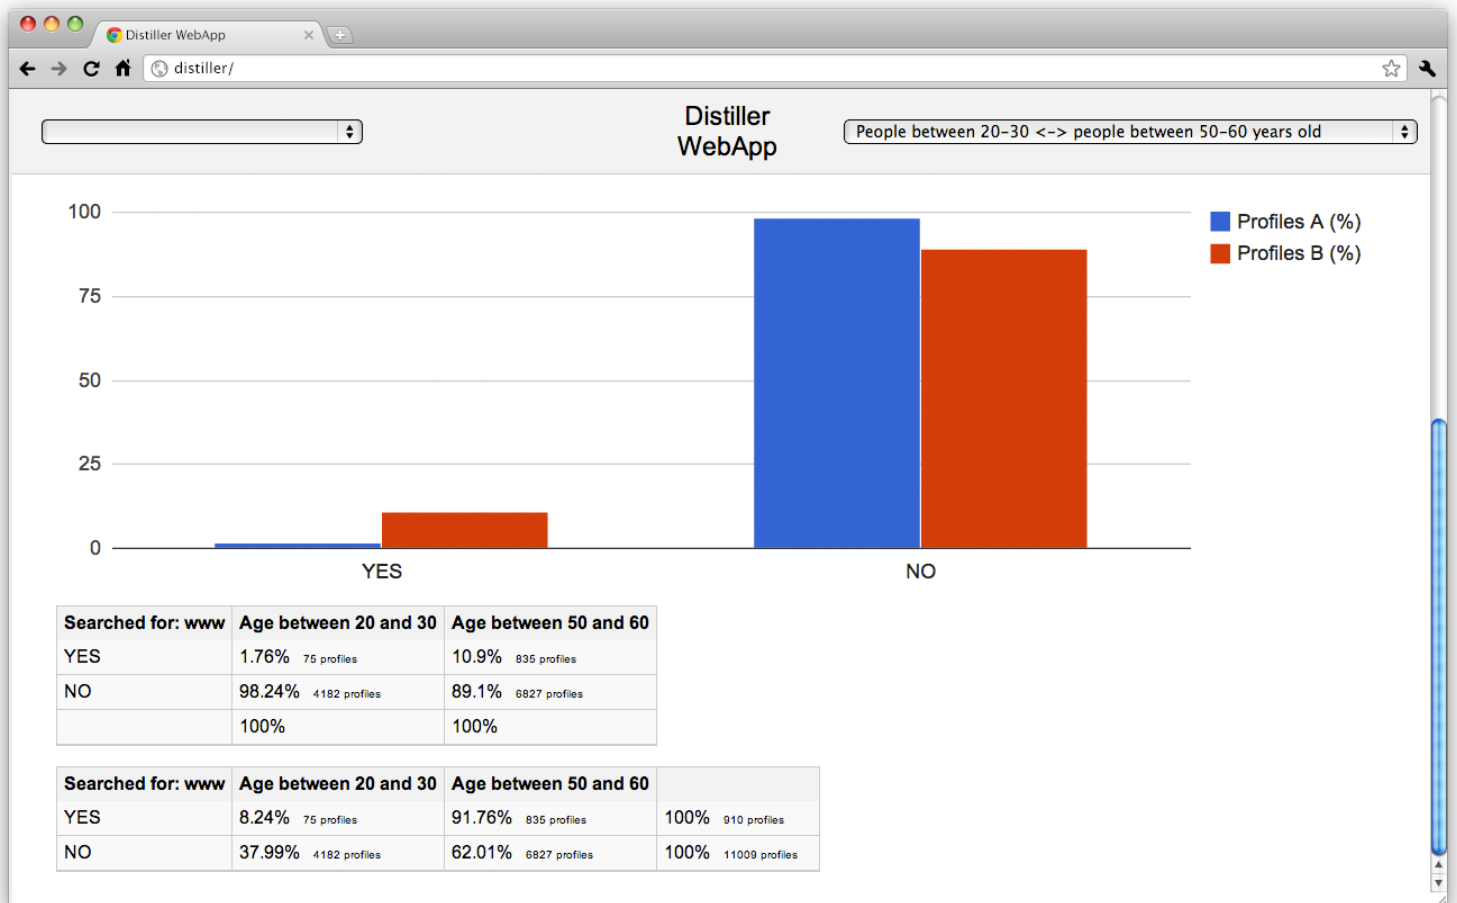 Distiller WebApp
distiller/
Distiller
WebApp
People between 20-30 <-> people between 50-60 years old
100
75
50
25
0
YES NO
Profiles A (%)
Profiles B (%)
Searched for: www Age between 20 and 30 Age between 50 and 60
YES 1.76% 75 profiles 10.9% 835 profiles
NO 98.24% 4182 profiles 89.1% 6827 profiles
100% 100%
Searched for: www Age between 20 and 30 Age between 50 and 60
YES 8.24% 75 profiles 91.76% 835 profiles 100% 910 profiles
NO 37.99% 4182 profiles 62.01% 6827 profiles 100% 11009 profiles